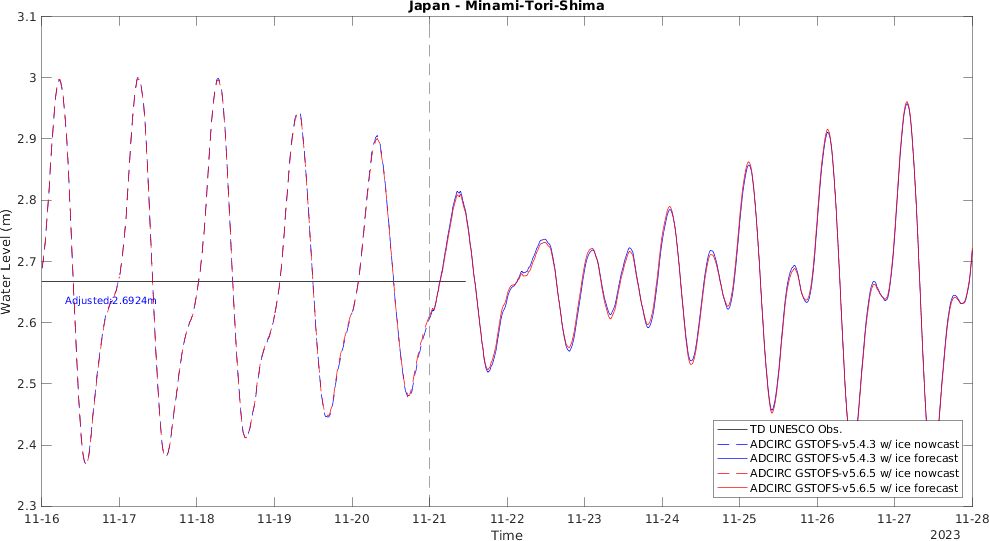 Japan - Minami-Tori-Shima
3.1
3
2.9
2.8
2.7
2.6
2.5
2.4
2.3
Water Level (m)
Adjusted:2.6924m
TD UNESCO Obs.
ADCIRC GSTOFS-v5.4.3 w/ ice nowcast
ADCIRC GSTOFS-v5.4.3 w/ ice forecast
ADCIRC GSTOFS-v5.6.5 w/ ice nowcast
ADCIRC GSTOFS-v5.6.5 w/ ice forecast
11-16 11-17 11-18 11-19 11-20 11-21 11-22 11-23 11-24 11-25 11-26 11-27 11-28
Time
2023